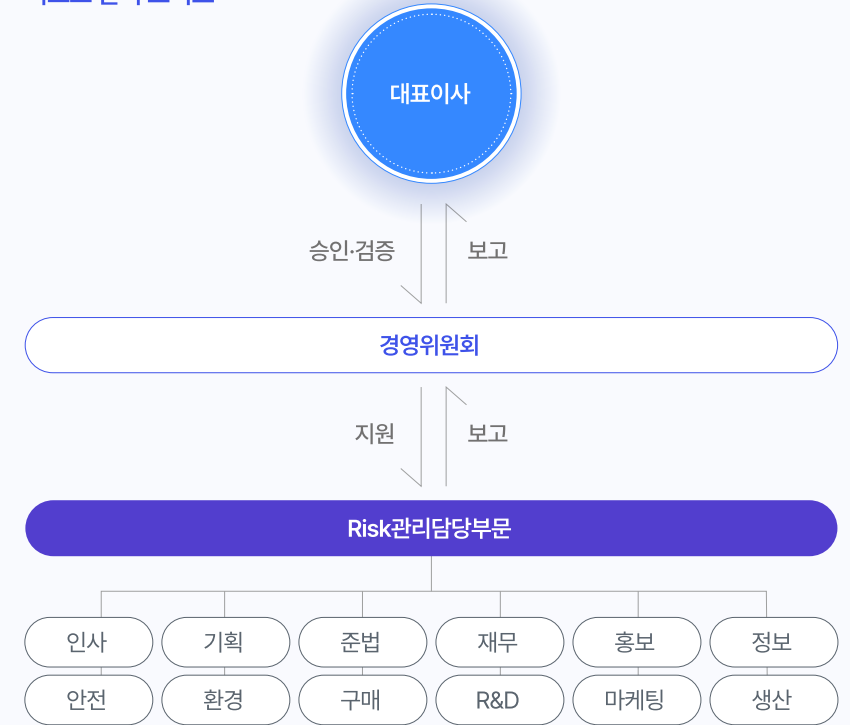 대표이사
승인·검증 보고
경영위원회
지원 보고
Risk관리담당부문
인사 기획 준법 재무 홍보 정보
안전 환경 구매 R&D 마케팅 생산